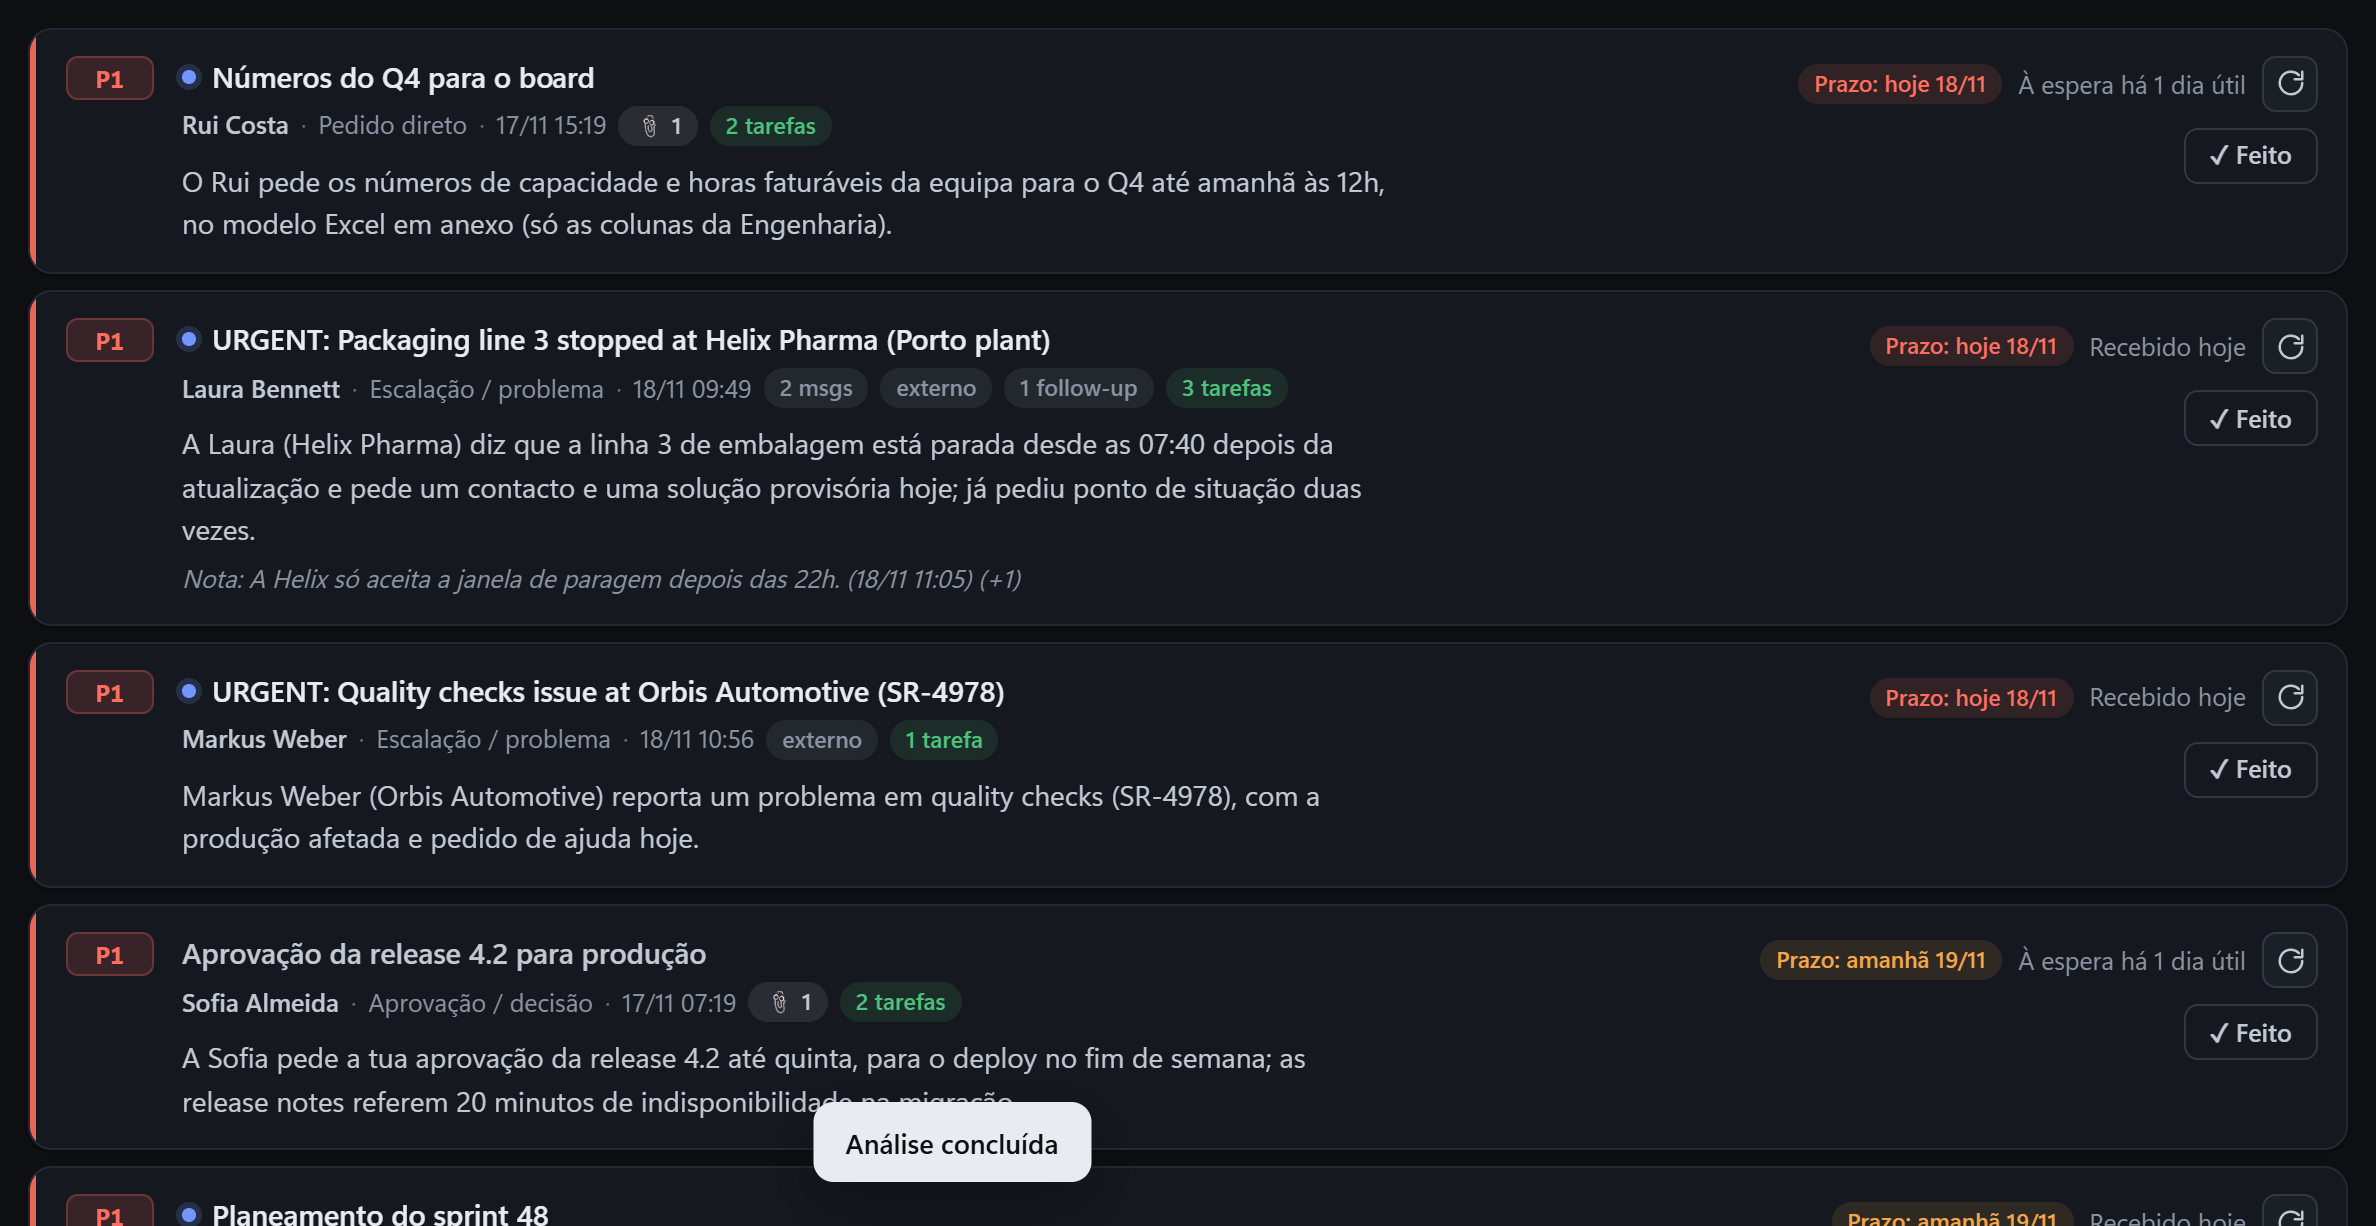 P1 Números do Q4 para o board Prazo: hoje 18/11 À espera há 1 dia útil
Rui Costa · Pedido direto · 17/11 15:19 1 2 tarefas ✓ Feito
O Rui pede os números de capacidade e horas faturáveis da equipa para o Q4 até amanhã às 12h,
no modelo Excel em anexo (só as colunas da Engenharia).
P1 URGENT: Packaging line 3 stopped at Helix Pharma (Porto plant) Prazo: hoje 18/11 Recebido hoje
Laura Bennett · Escalação / problema · 18/11 09:49 2 msgs externo 1 follow-up 3 tarefas ✓ Feito
A Laura (Helix Pharma) diz que a linha 3 de embalagem está parada desde as 07:40 depois da
atualização e pede um contacto e uma solução provisória hoje; já pediu ponto de situação duas
vezes.
Nota: A Helix só aceita a janela de paragem depois das 22h. (18/11 11:05) (+1)
P1 URGENT: Quality checks issue at Orbis Automotive (SR-4978) Prazo: hoje 18/11 Recebido hoje
Markus Weber · Escalação / problema · 18/11 10:56 externo 1 tarefa ✓ Feito
Markus Weber (Orbis Automotive) reporta um problema em quality checks (SR-4978), com a
produção afetada e pedido de ajuda hoje.
P1 Aprovação da release 4.2 para produção Prazo: amanhã 19/11 À espera há 1 dia útil
Sofia Almeida · Aprovação / decisão · 17/11 07:19 1 2 tarefas ✓ Feito
A Sofia pede a tua aprovação da release 4.2 até quinta, para o deploy no fim de semana; as
release notes referem 20 minutos de indisponibilidade na migração.
Análise concluída
P1 Planeamento do sprint 48 Prazo: amanhã 19/11 Recebido hoje